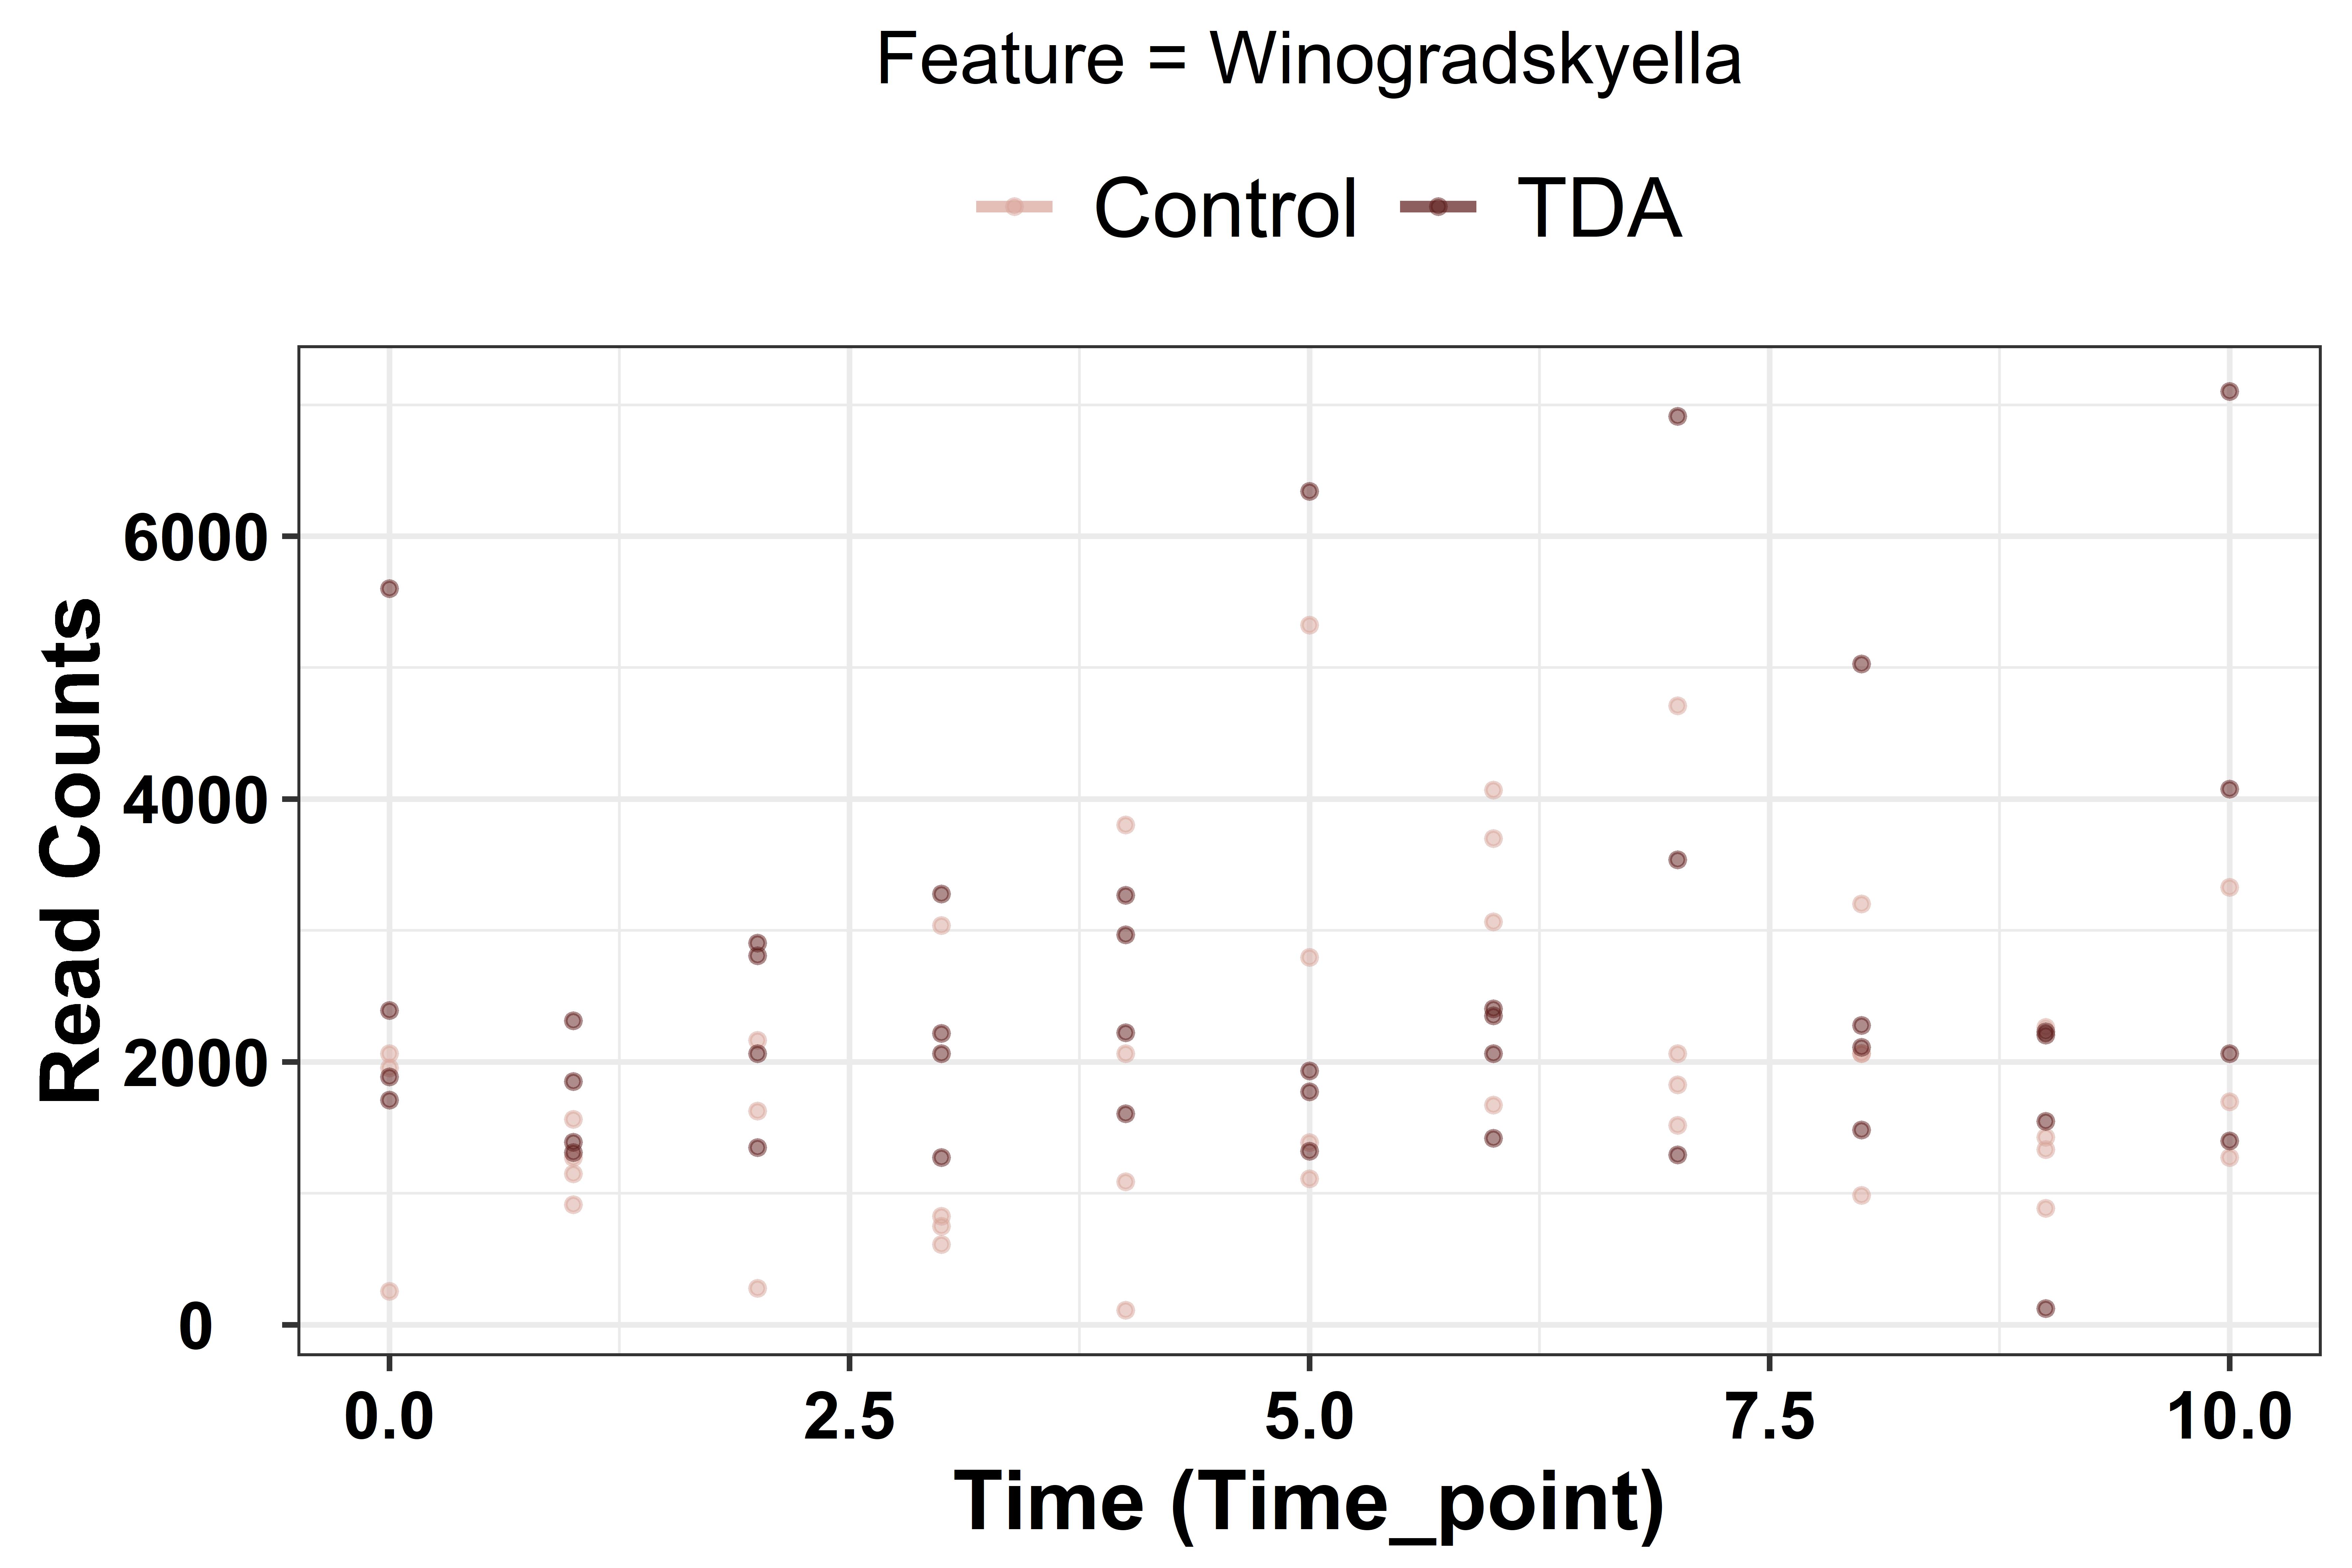 Feature = Winogradskyella
Control TDA
Read Counts
6000
4000
2000
0
0.0 2.5 5.0 7.5 10.0
Time (Time_point)